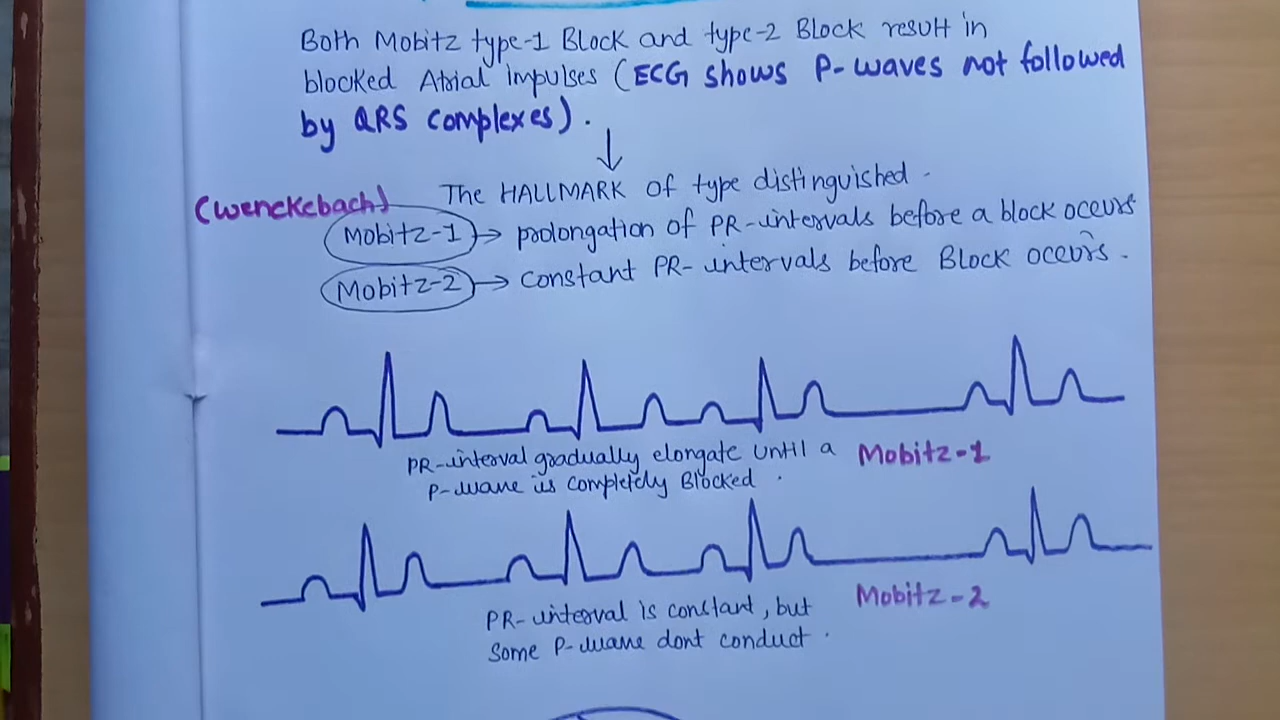 Both Mobitz type-1 Block and type-2 Block result in
blocked Atrial impulses (ECG shows P-waves not followed
by QRS complexes).
The HALLMARK of type distinguished.
(Wenckebach)
Mobitz-1 → prolongation of PR-intervals before a block occurs
Mobitz-2 → constant PR-intervals before Block occurs.
PR-interval gradually elongate until a
P-wave is completely Blocked.
Mobitz-1
PR-interval is constant, but
Some P-wave dont conduct.
Mobitz-2